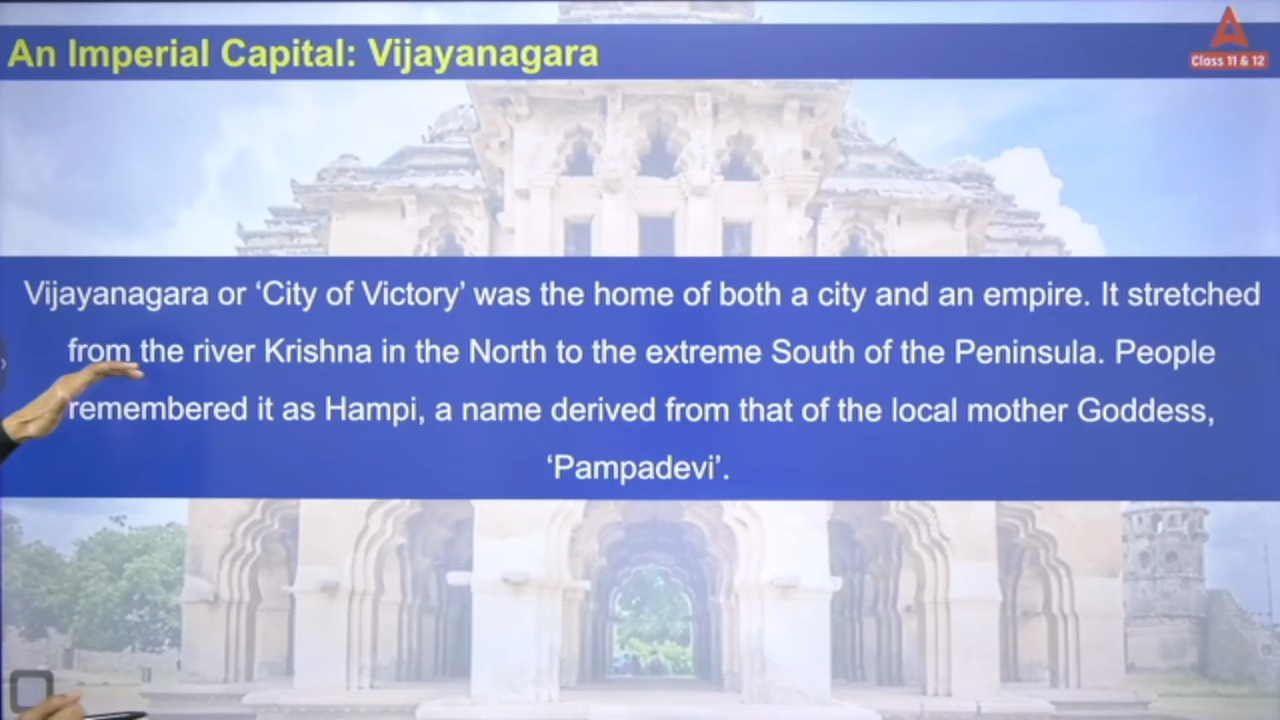 An Imperial Capital: Vijayanagara
Class 11 & 12
Vijayanagara or ‘City of Victory’ was the home of both a city and an empire. It stretched
from the river Krishna in the North to the extreme South of the Peninsula. People
remembered it as Hampi, a name derived from that of the local mother Goddess,
‘Pampadevi’.